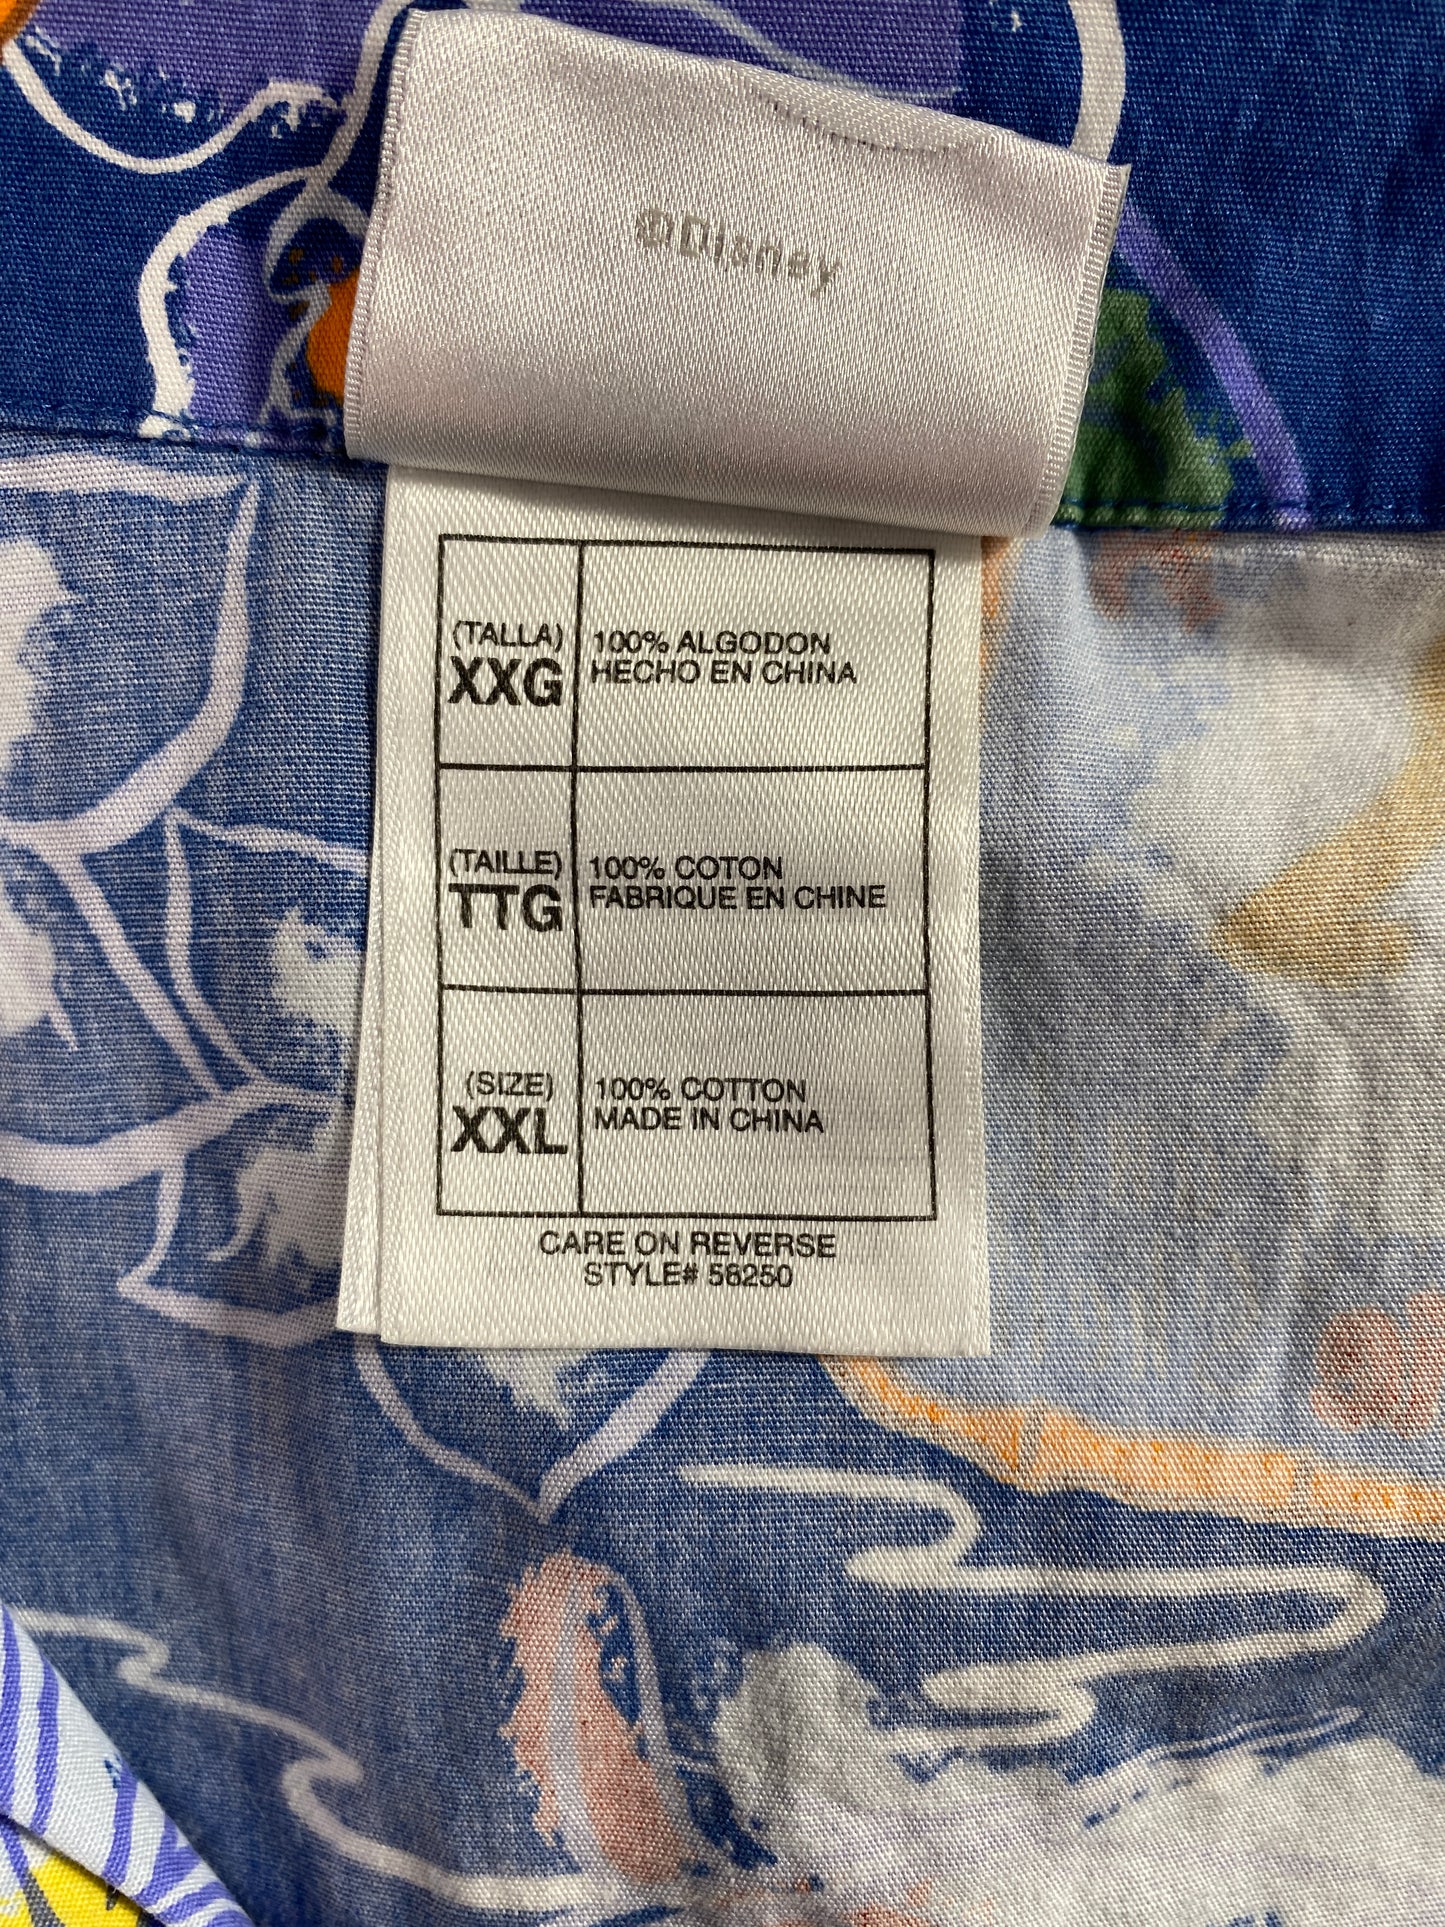 ©Disney
(TALLA)
XXG
100% ALGODON
HECHO EN CHINA
(TAILLE)
TTG
100% COTON
FABRIQUE EN CHINE
(SIZE)
XXL
100% COTTON
MADE IN CHINA
CARE ON REVERSE
STYLE# 56250